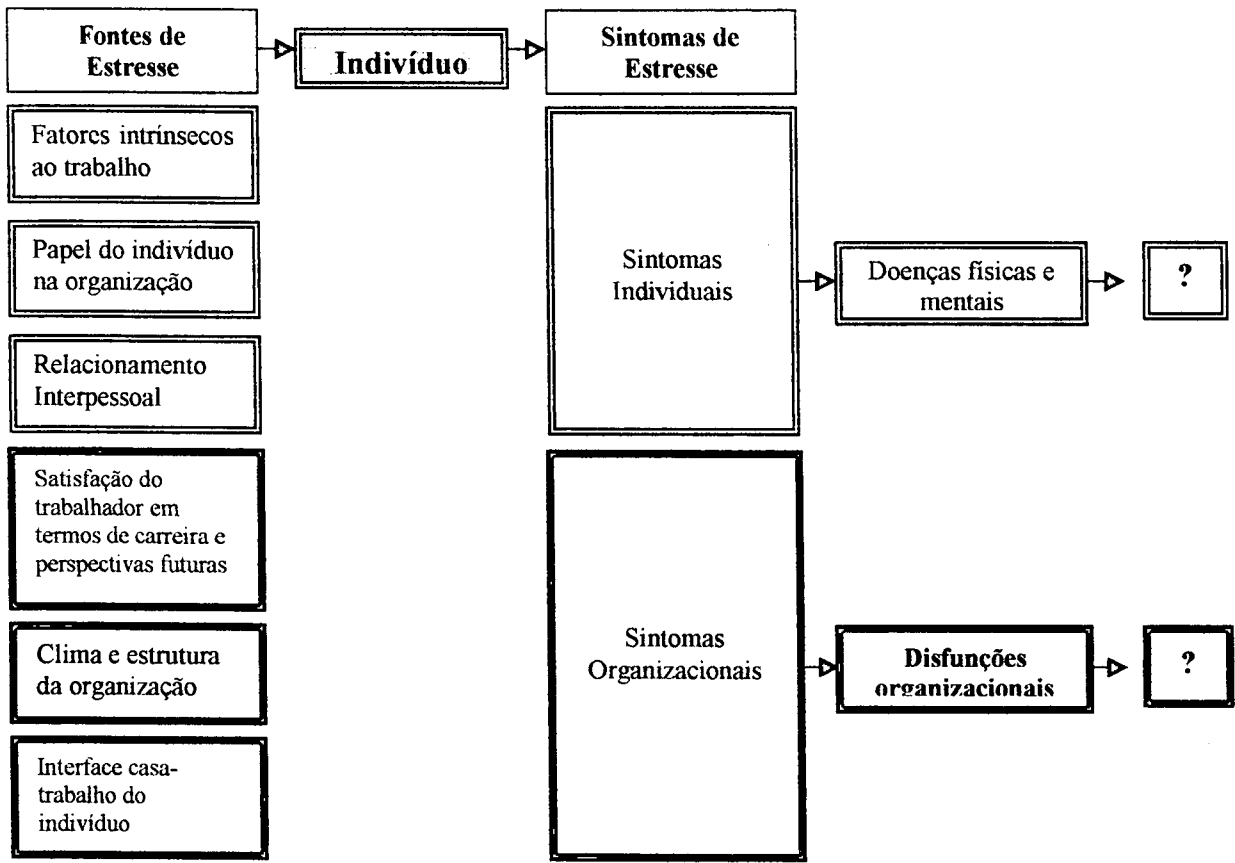 Fontes de
Estresse
Indivíduo
Sintomas de
Estresse
Fatores intrínsecos
ao trabalho
Papel do indivíduo
na organização
Relacionamento
Interpessoal
Satisfação do
trabalhador em
termos de carreira e
perspectivas futuras
Clima e estrutura
da organização
Interface casa-
trabalho do
indivíduo
Sintomas
Individuais
Doenças físicas e
mentais
?
Sintomas
Organizacionais
Disfunções
organizacionais
?